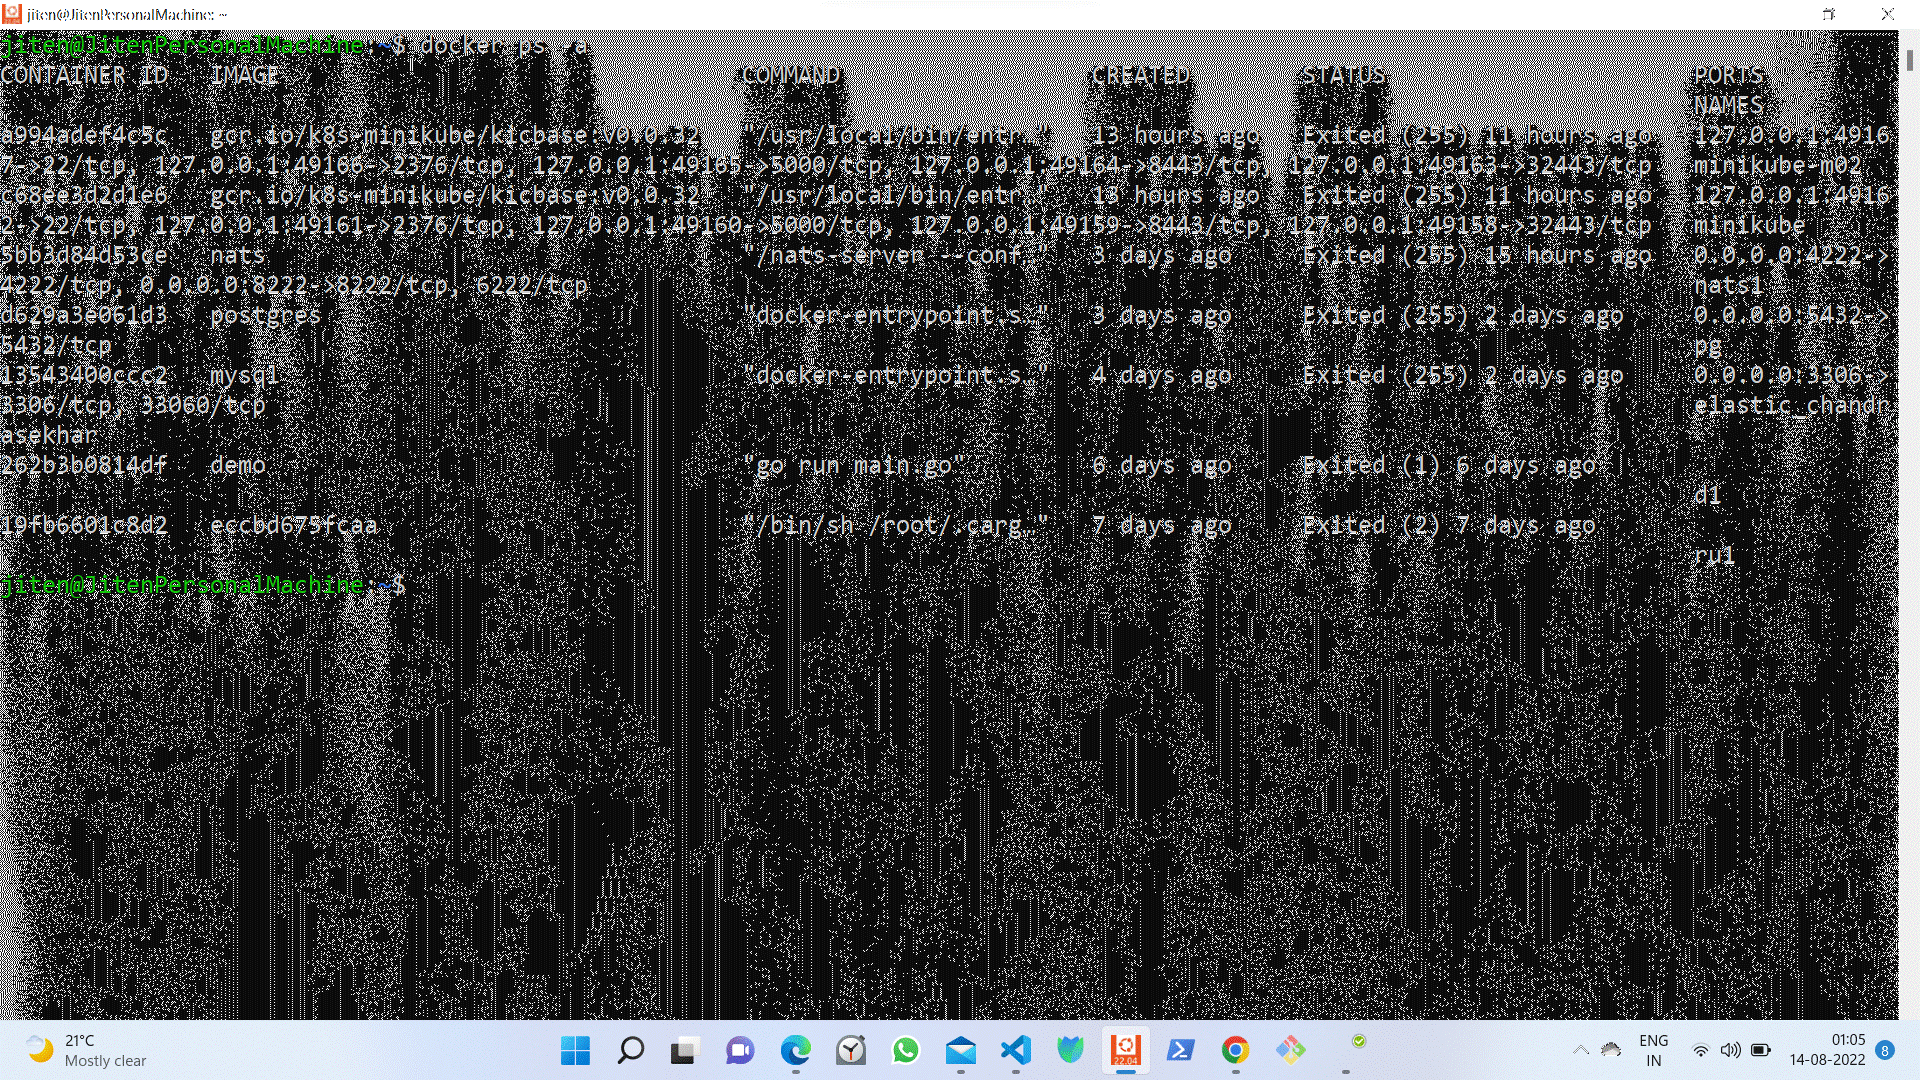 jiten@JitenPersonalMachine: ~
jiten@JitenPersonalMachine:~$ docker ps -a
CONTAINER ID   IMAGE   COMMAND   CREATED   STATUS   PORTS
NAMES
a994adef4c5c   gcr.io/k8s-minikube/kicbase:v0.0.32   "/usr/local/bin/entr…"   13 hours ago   Exited (255) 11 hours ago   127.0.0.1:4916
7->22/tcp, 127.0.0.1:49166->2376/tcp, 127.0.0.1:49165->5000/tcp, 127.0.0.1:49164->8443/tcp, 127.0.0.1:49163->32443/tcp   minikube-m02
c68ee3d2d1e6   gcr.io/k8s-minikube/kicbase:v0.0.32   "/usr/local/bin/entr…"   13 hours ago   Exited (255) 11 hours ago   127.0.0.1:4916
2->22/tcp, 127.0.0.1:49161->2376/tcp, 127.0.0.1:49160->5000/tcp, 127.0.0.1:49159->8443/tcp, 127.0.0.1:49158->32443/tcp   minikube
5bb3d84d53ce   nats   "/nats-server --conf…"   3 days ago   Exited (255) 15 hours ago   0.0.0.0:4222->
4222/tcp, 0.0.0.0:8222->8222/tcp, 6222/tcp   nats1
d629a3e061d3   postgres   "docker-entrypoint.s…"   3 days ago   Exited (255) 2 days ago   0.0.0.0:5432->
5432/tcp   pg
13543400ccc2   mysql   "docker-entrypoint.s…"   4 days ago   Exited (255) 2 days ago   0.0.0.0:3306->
3306/tcp, 33060/tcp   elastic_chandr
asekhar
262b3b0814df   demo   "go run main.go"   6 days ago   Exited (1) 6 days ago
d1
19fb6601c8d2   eccbd675fcaa   "/bin/sh /root/.carg…"   7 days ago   Exited (2) 7 days ago
ru1
jiten@JitenPersonalMachine:~$
21°C
Mostly clear
22.04
ENG
IN
01:05
14-08-2022
8